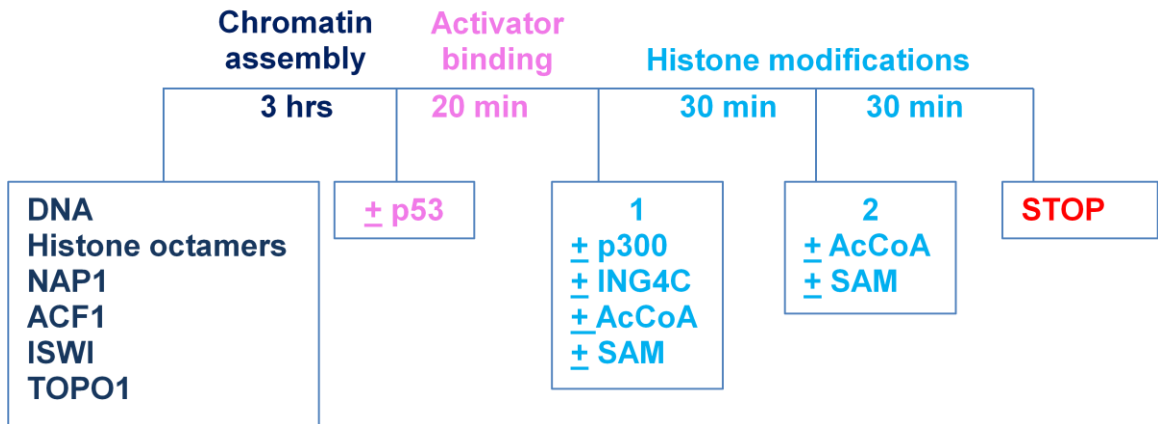 Chromatin
assembly
Activator
binding
Histone modifications
3 hrs
20 min
30 min
30 min
DNA
Histone octamers
NAP1
ACF1
ISWI
TOPO1
± p53
1
± p300
± ING4C
± AcCoA
± SAM
2
± AcCoA
± SAM
STOP